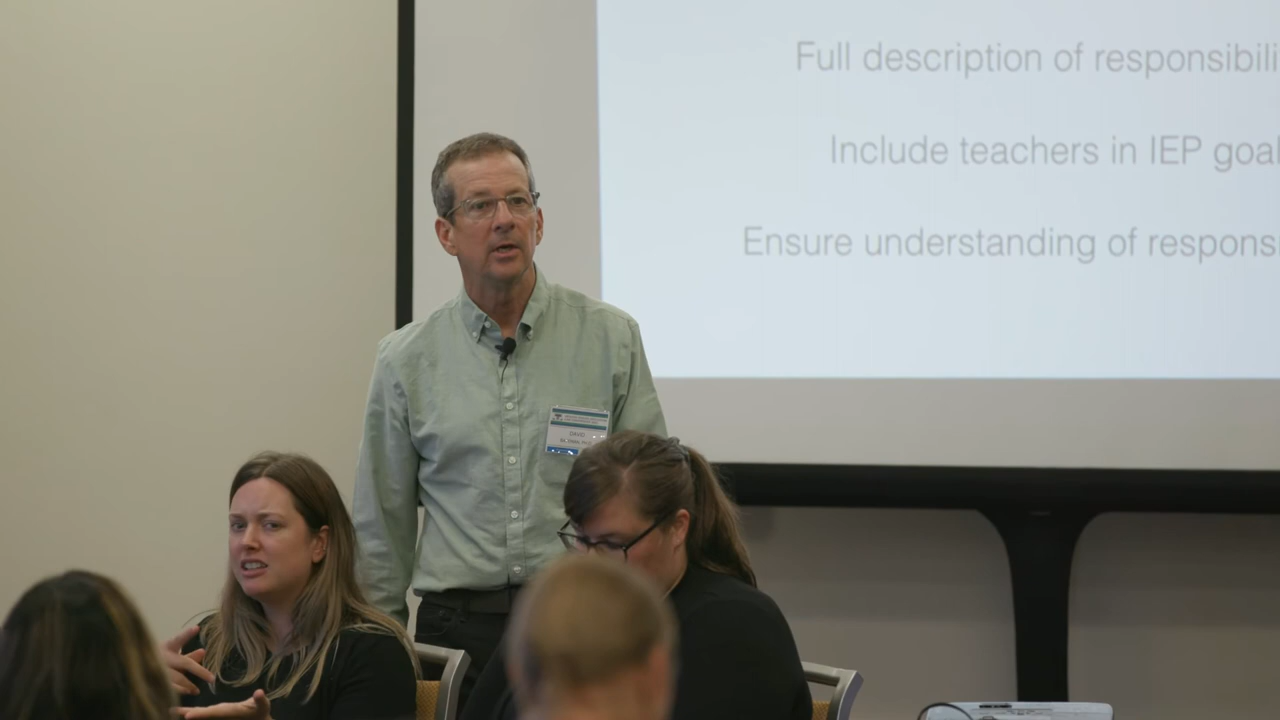 Full description of responsibili
Include teachers in IEP goal
Ensure understanding of respons
DAVID